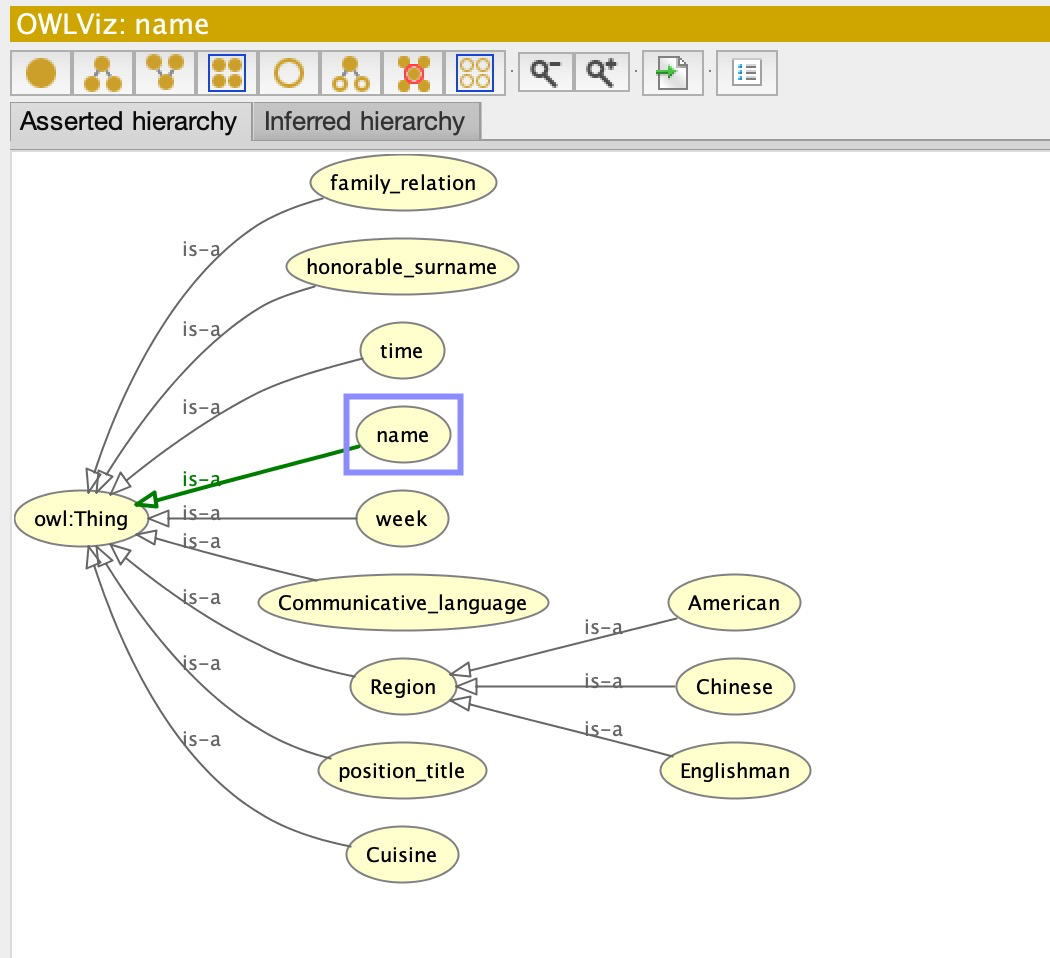 OWLViz: name
Asserted hierarchy
Inferred hierarchy
family_relation
is-a
honorable_surname
is-a
time
is-a
name
is-a
owl:Thing
is-a
week
is-a
Communicative_language
American
is-a
is-a
Region
is-a
Chinese
is-a
is-a
position_title
Englishman
is-a
Cuisine